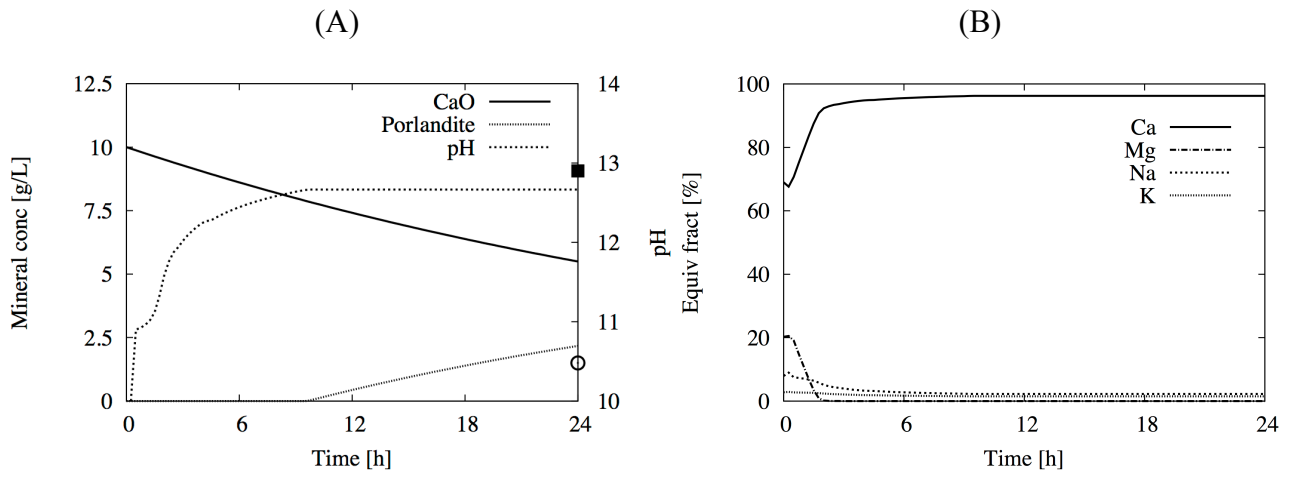 (A)
Mineral conc [g/L]
12.5
10
7.5
5
2.5
0
CaO
Porlandite
pH
14
13
12
11
10
pH
0
6
12
18
24
Time [h]
(B)
Equiv fract [%]
100
80
60
40
20
0
Ca
Mg
Na
K
0
6
12
18
24
Time [h]